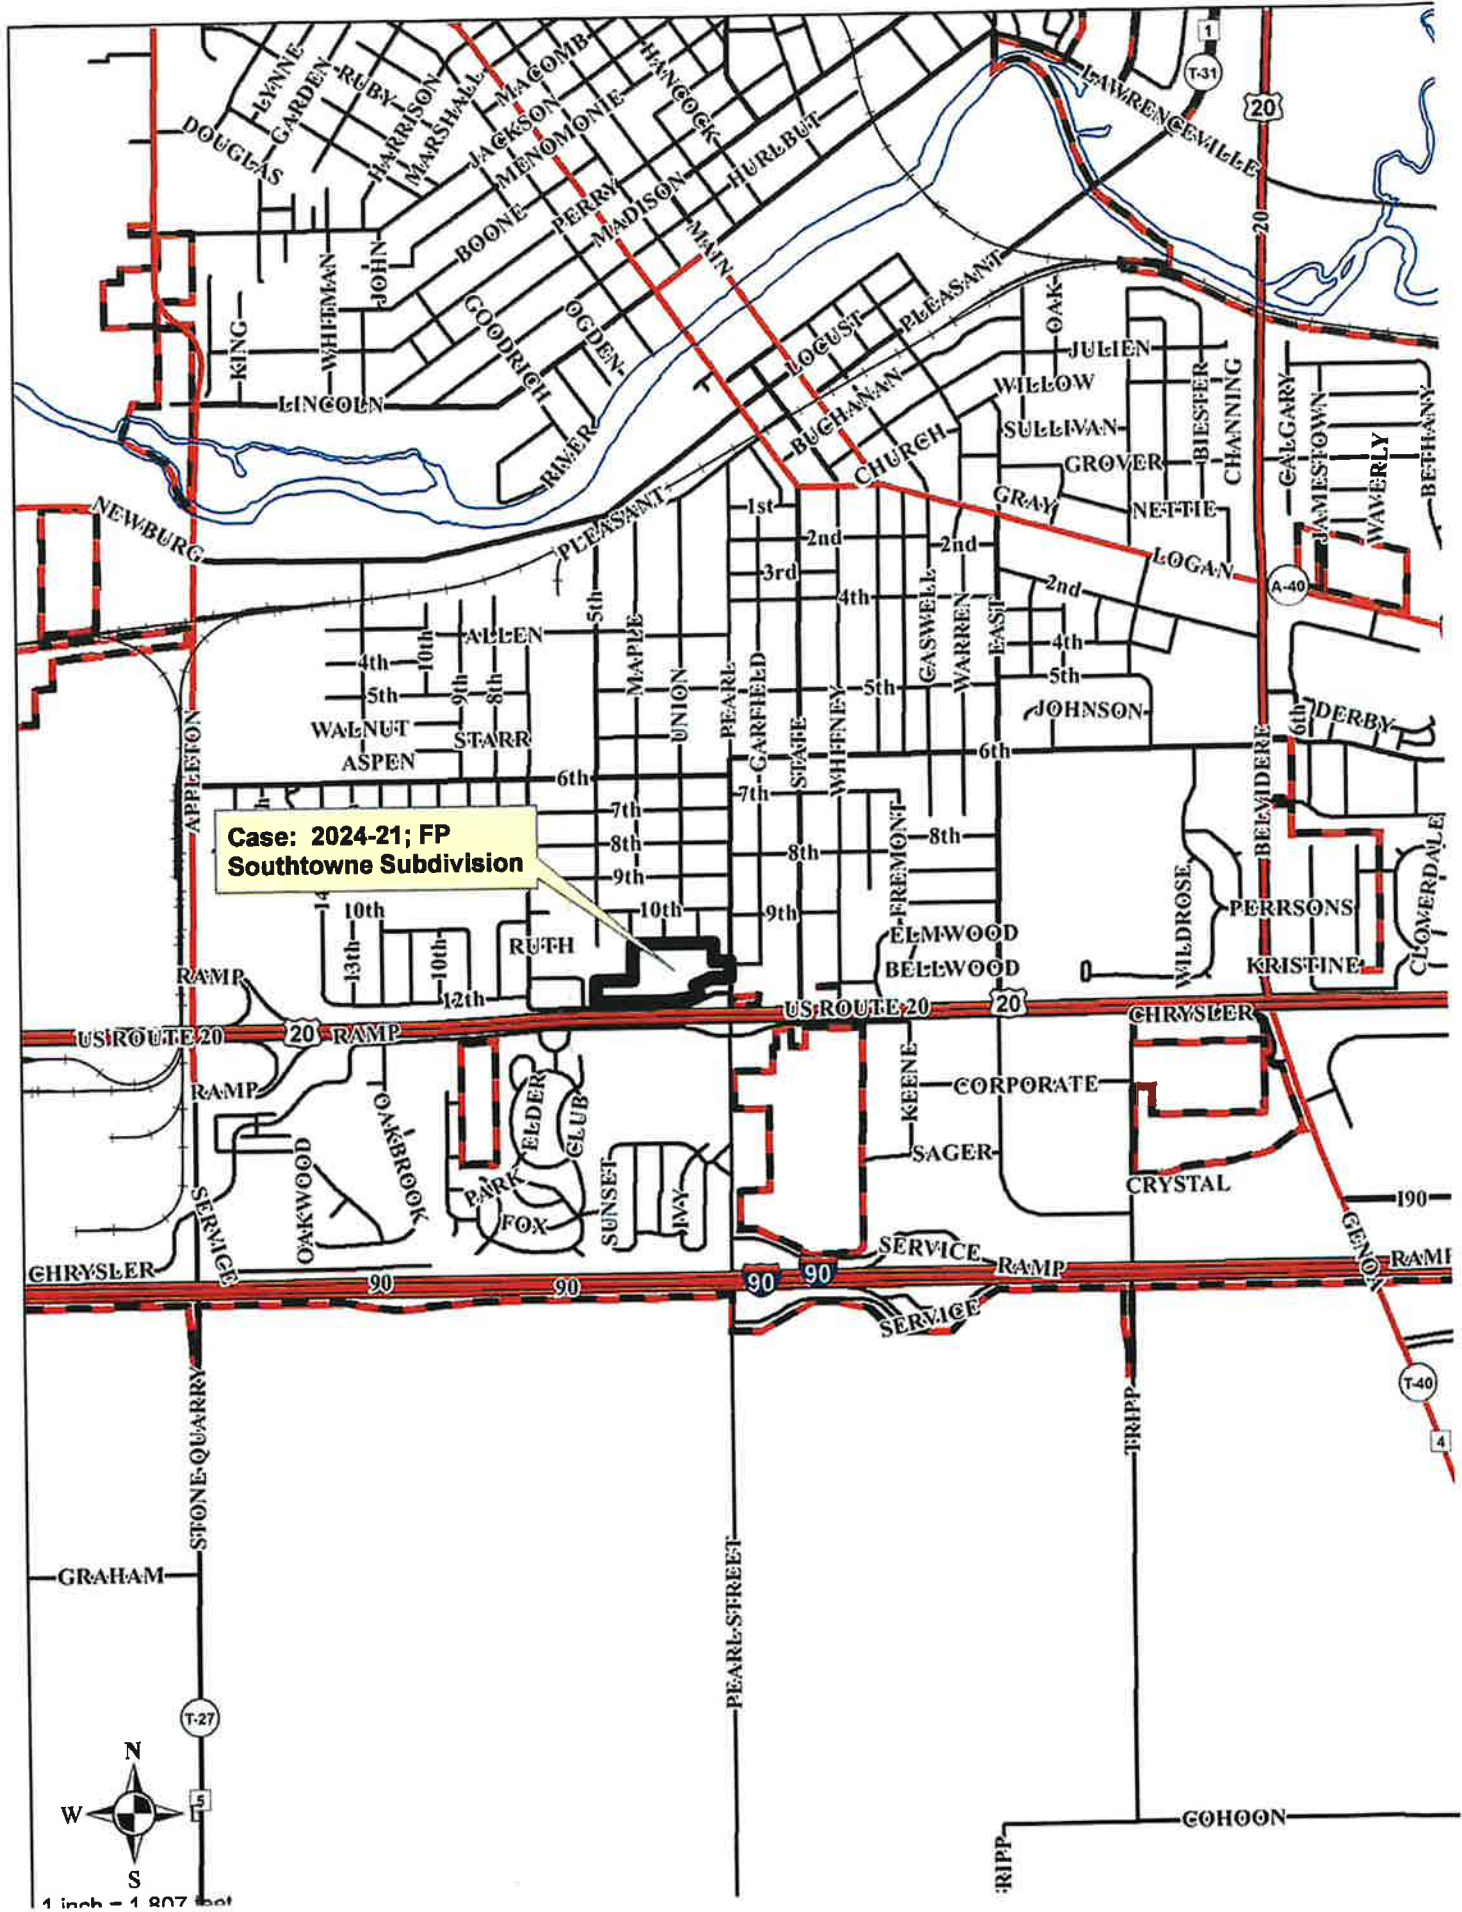 1
T-31
LYNNE
GARDEN
RUBY
HARRISON
MARSHALL
MACOMB
JACKSON
MENOMONIE
HANCOCK
LAWRENCEVILLE
20
DOUGLAS
HURLBUT
PERRY
MADISON
BOONE
MAIN
20
JOHN
WHITMAN
KING
GOODRICH
OGDEN
LOCUST
PLEASANT
OAK
JULIEN
WILLOW
BUCHANAN
LINCOLN
SULLIVAN
BIESTER
CHANNING
CALGARY
JAMESTOWN
WAVERLY
BETHANY
CHURCH
GROVER
RIVER
GRAY
NETTIE
NEWBURG
PLEASANT
1st
2nd
2nd
LOGAN
3rd
2nd
A-40
4th
5th
ALLEN
MAPLE
CASWELL
WARREN
EAST
4th
10th
4th
5th
9th
8th
UNION
PEARL
GARFIELD
STATE
WHITNEY
5th
5th
JOHNSON
6th
DERBY
WALNUT
STARR
ASPEN
APPLETON
6th
6th
BELVIDERE
7th
7th
Case: 2024-21; FP
Southtowne Subdivision
8th
8th
8th
FREMONT
9th
CLOVERDALE
WILDROSE
14
10th
10th
9th
PERRSONS
13th
10th
RUTH
ELMWOOD
BELLWOOD
KRISTINE
RAMP
12th
US ROUTE 20
20
RAMP
US ROUTE 20
20
CHRYSLER
RAMP
OAKBROOK
ELDER
CLUB
KEENE
CORPORATE
OAKWOOD
SAGER
SERVICE
PARK
FOX
SUNSET
IVY
CRYSTAL
I90
GENOA
CHRYSLER
SERVICE
RAMP
RAMP
90
90
90
90
SERVICE
STONE QUARRY
TRIPP
T-40
4
GRAHAM
PEARL STREET
T-27
N
W
5
S
COHOON
1 inch = 1,807 feet